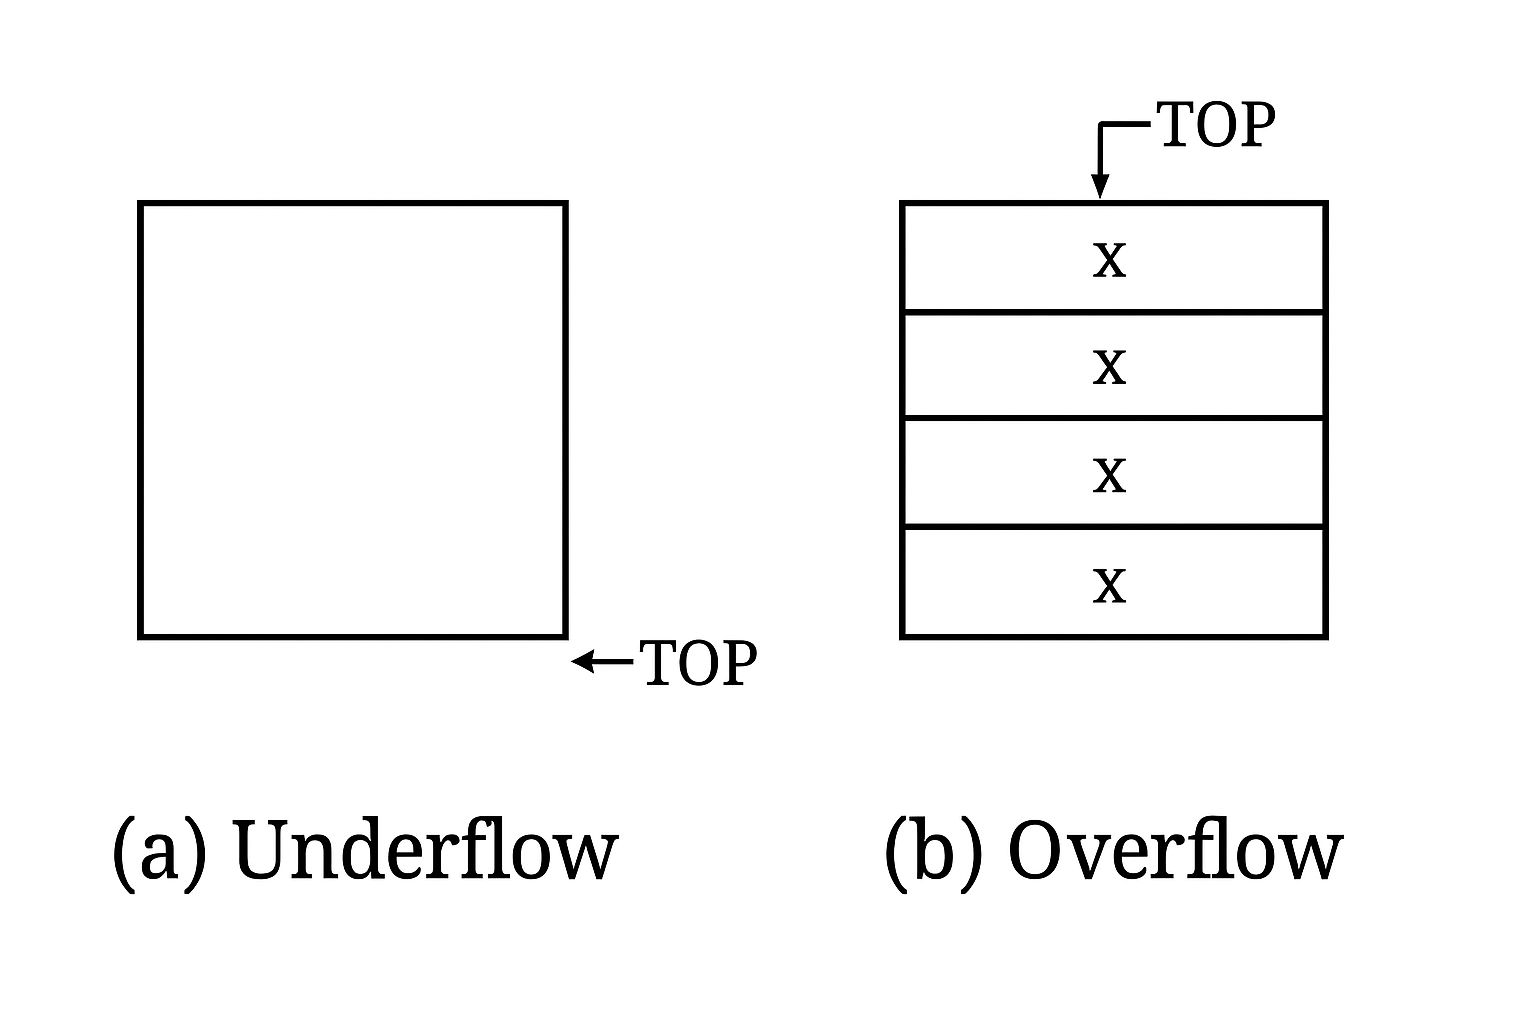 TOP
x
x
x
x
TOP
(a) Underflow
(b) Overflow